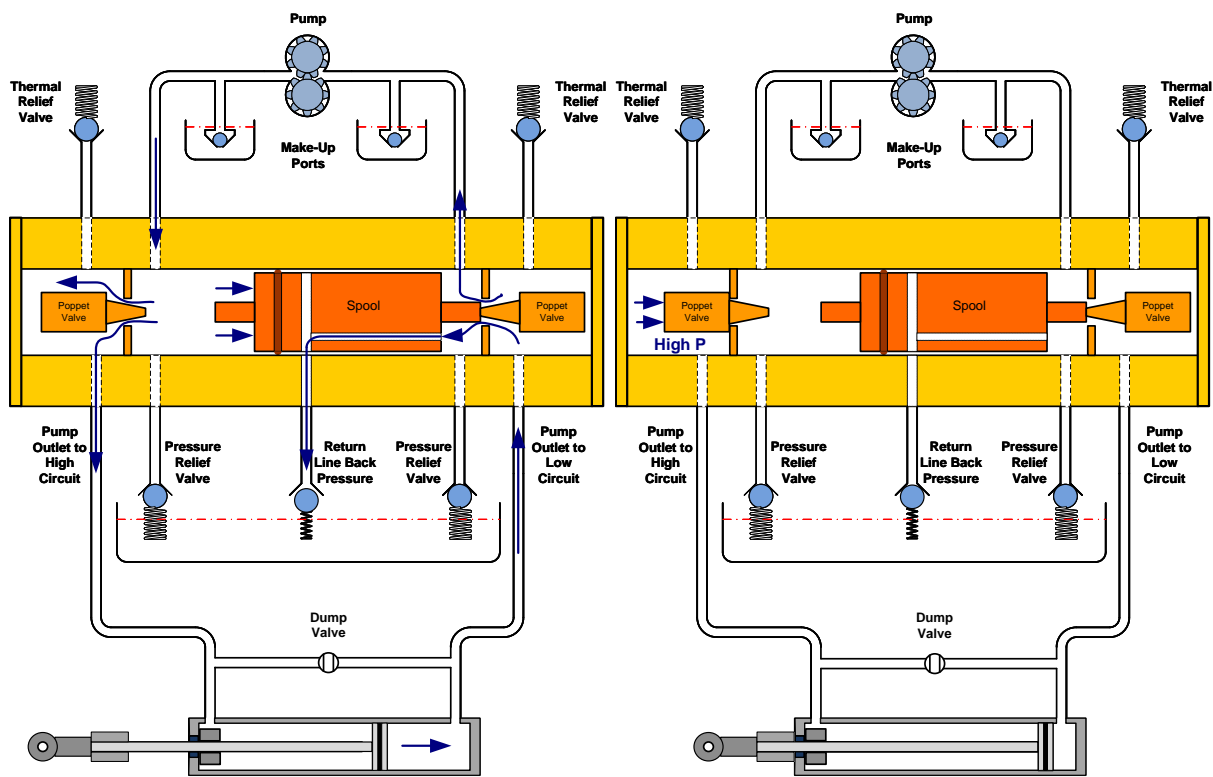 Pump
Thermal
Relief
Valve
Thermal
Relief
Valve
Make-Up
Ports
Poppet
Valve
Spool
Poppet
Valve
Pump
Outlet to
High
Circuit
Pressure
Relief
Valve
Return
Line Back
Pressure
Pressure
Relief
Valve
Pump
Outlet to
Low
Circuit
Dump
Valve
Pump
Thermal
Relief
Valve
Thermal
Relief
Valve
Make-Up
Ports
Poppet
Valve
High P
Spool
Poppet
Valve
Pump
Outlet to
High
Circuit
Pressure
Relief
Valve
Return
Line Back
Pressure
Pressure
Relief
Valve
Pump
Outlet to
Low
Circuit
Dump
Valve